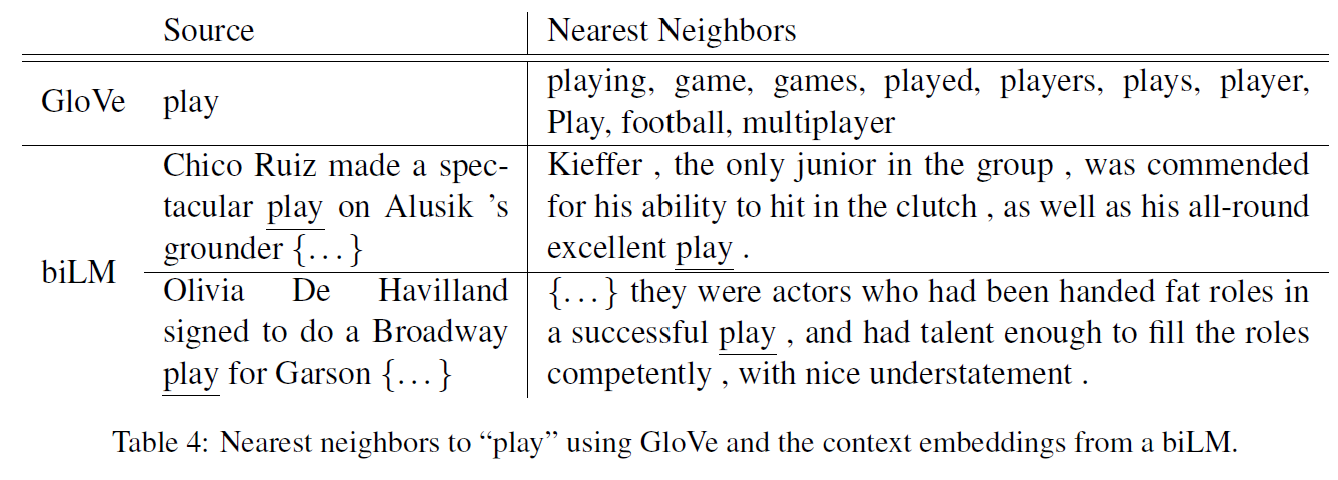 Source Nearest Neighbors
GloVe play playing, game, games, played, players, plays, player,
Play, football, multiplayer
biLM
Chico Ruiz made a spec-
tacular play on Alusik 's
grounder {...}
Kieffer , the only junior in the group , was commended
for his ability to hit in the clutch , as well as his all-round
excellent play .
Olivia De Havilland
signed to do a Broadway
play for Garson {...}
{...} they were actors who had been handed fat roles in
a successful play , and had talent enough to fill the roles
competently , with nice understatement .
Table 4: Nearest neighbors to “play” using GloVe and the context embeddings from a biLM.